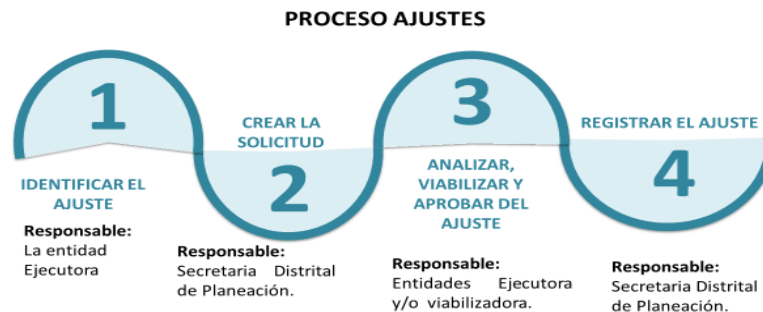 PROCESO AJUSTES
1
IDENTIFICAR EL
AJUSTE
Responsable:
La entidad
Ejecutora
CREAR LA
SOLICITUD
2
Responsable:
Secretaria Distrital
de Planeación.
3
ANALIZAR,
VIABILIZAR Y
APROBAR DEL
AJUSTE
Responsable:
Entidades Ejecutora
y/o viabilizadora.
REGISTRAR EL AJUSTE
4
Responsable:
Secretaria Distrital
de Planeación.